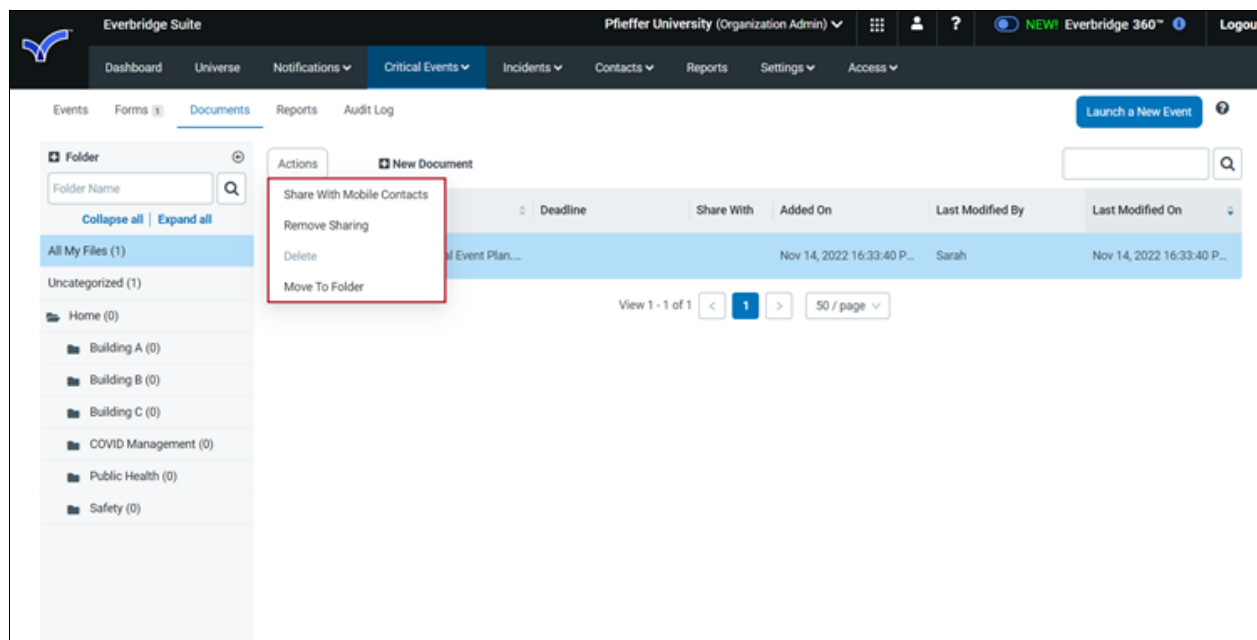 Everbridge Suite
Pfieffer University (Organization Admin)
?
NEW! Everbridge 360™
Logou
Dashboard Universe Notifications Critical Events Incidents Contacts Reports Settings Access
Events Forms 1 Documents Reports Audit Log
Launch a New Event
Folder
Actions
New Document
Folder Name
Collapse all | Expand all
Share With Mobile Contacts
Remove Sharing
Delete
Move To Folder
Deadline Share With Added On Last Modified By Last Modified On
All My Files (1)
al Event Plan.... Nov 14, 2022 16:33:40 P... Sarah Nov 14, 2022 16:33:40 P...
Uncategorized (1)
View 1 - 1 of 1 < 1 > 50 / page
Home (0)
Building A (0)
Building B (0)
Building C (0)
COVID Management (0)
Public Health (0)
Safety (0)